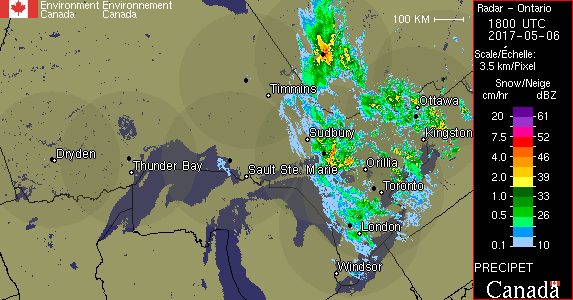 Environment Environnement
Canada Canada
100 KM
Radar - Ontario
1800 UTC
2017-05-06
Scale/Échelle:
3.5 km/Pixel
Snow/Neige
cm/hr dBZ
20 61
7.5 52
4.0 46
2.0 39
1.0 33
0.5 26
0.1 10
PRECIPET
Canada
Timmins
Ottawa
Sudbury
Kingston
Dryden
Thunder Bay
Sault Ste. Marie
Orillia
Toronto
London
Windsor